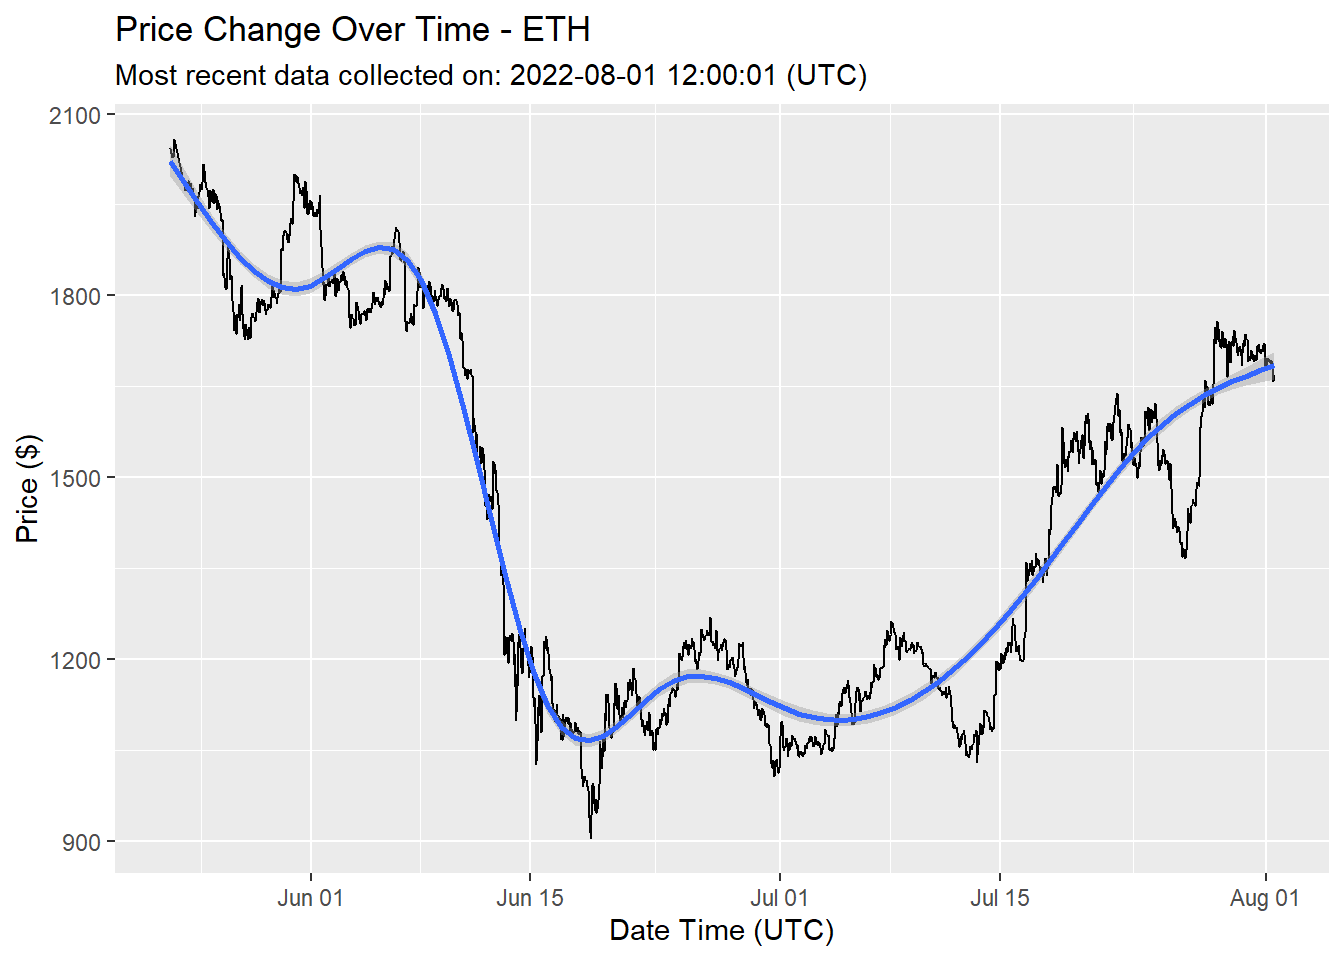 Price Change Over Time - ETH
Most recent data collected on: 2022-08-01 12:00:01 (UTC)
2100
1800
1500
1200
900
Price ($)
Jun 01
Jun 15
Jul 01
Jul 15
Aug 01
Date Time (UTC)